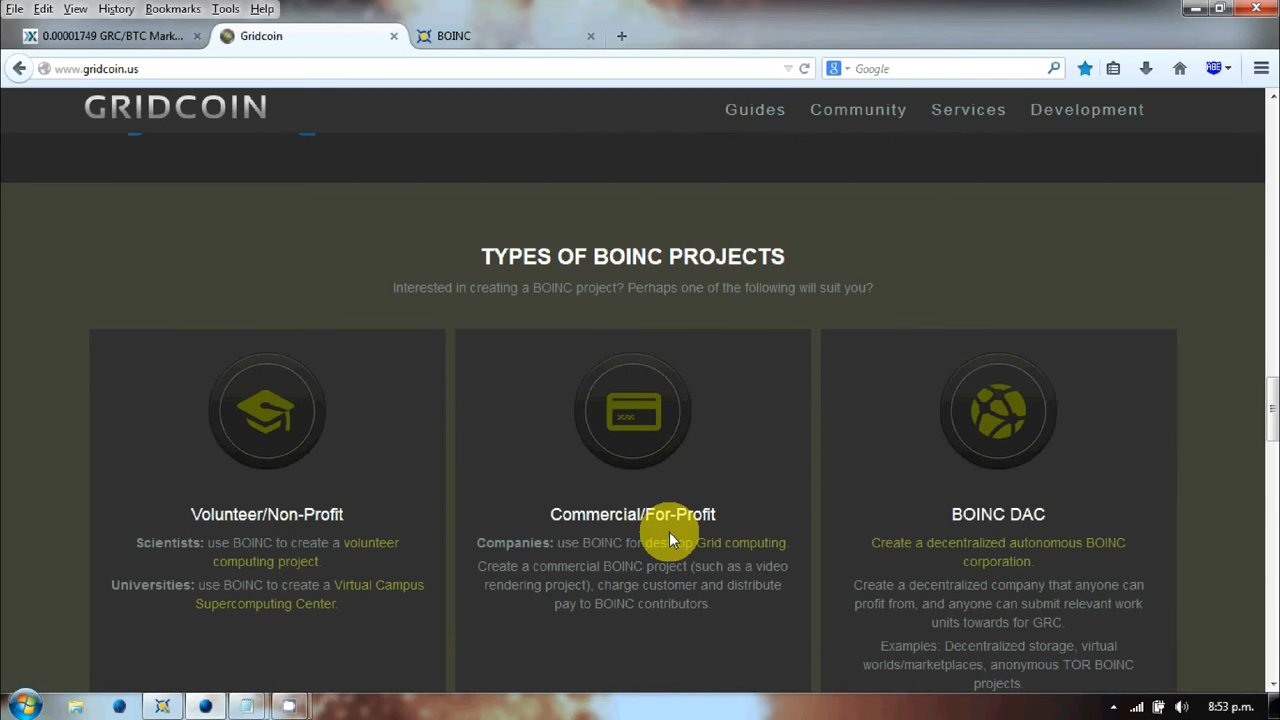 File Edit View History Bookmarks Tools Help
0.00001749 GRC/BTC Mark...
Gridcoin
BOINC
www.gridcoin.us
Google
ABE
GRIDCOIN
Guides Community Services Development
TYPES OF BOINC PROJECTS
Interested in creating a BOINC project? Perhaps one of the following will suit you?
Volunteer/Non-Profit
Scientists: use BOINC to create a volunteer
computing project.
Universities: use BOINC to create a Virtual Campus
Supercomputing Center.
Commercial/For-Profit
Companies: use BOINC for desktop Grid computing.
Create a commercial BOINC project (such as a video
rendering project), charge customer and distribute
pay to BOINC contributors.
BOINC DAC
Create a decentralized autonomous BOINC
corporation.
Create a decentralized company that anyone can
profit from, and anyone can submit relevant work
units towards for GRC.
Examples: Decentralized storage, virtual
worlds/marketplaces, anonymous TOR BOINC
projects.
8:53 p.m.